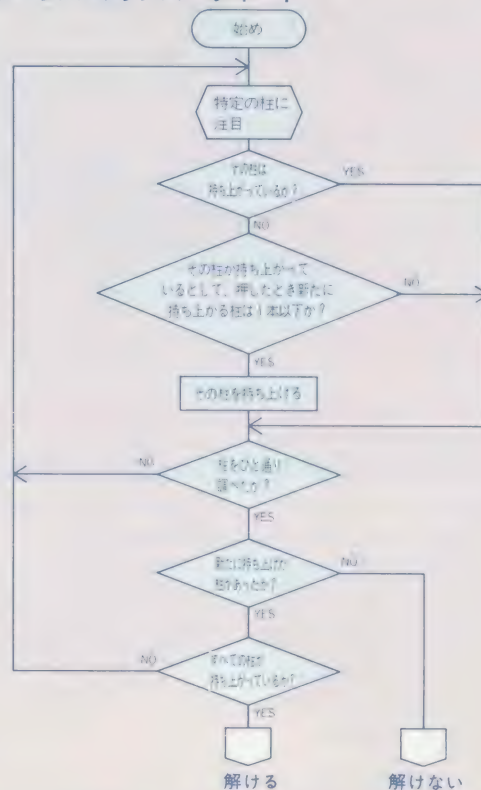 始め
特定の柱に
注目
その柱は
持ち上がっているか？
YES
NO
その柱が持ち上がって
いるとして、押したとき新たに
持ち上がる柱は1本以下か？
NO
YES
その柱を持ち上げる
柱をひと通り
調べたか？
NO
YES
新たに持ち上げた
柱があったか？
NO
YES
すべての柱が
持ち上がっているか？
NO
YES
解ける
解けない